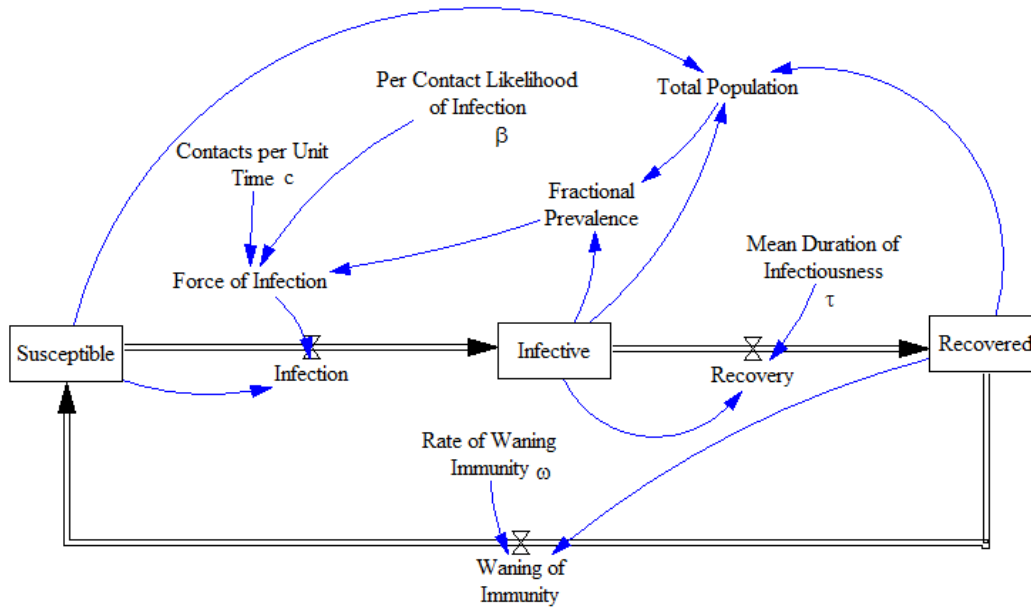 Per Contact Likelihood
of Infection
β
Total Population
Contacts per Unit
Time c
Fractional
Prevalence
Mean Duration of
Infectiousness
τ
Force of Infection
Susceptible
Infection
Infective
Recovery
Recovered
Rate of Waning
Immunity ω
Waning of
Immunity